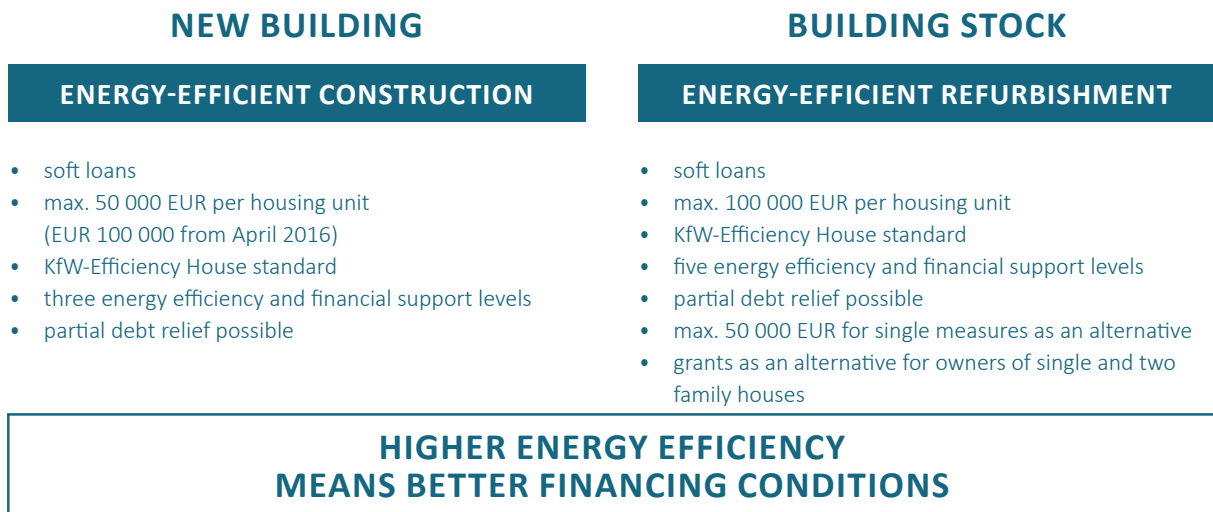 NEW BUILDING
ENERGY-EFFICIENT CONSTRUCTION
• soft loans
• max. 50 000 EUR per housing unit
(EUR 100 000 from April 2016)
• KfW-Efficiency House standard
• three energy efficiency and financial support levels
• partial debt relief possible
BUILDING STOCK
ENERGY-EFFICIENT REFURBISHMENT
• soft loans
• max. 100 000 EUR per housing unit
• KfW-Efficiency House standard
• five energy efficiency and financial support levels
• partial debt relief possible
• max. 50 000 EUR for single measures as an alternative
• grants as an alternative for owners of single and two
family houses
HIGHER ENERGY EFFICIENCY
MEANS BETTER FINANCING CONDITIONS